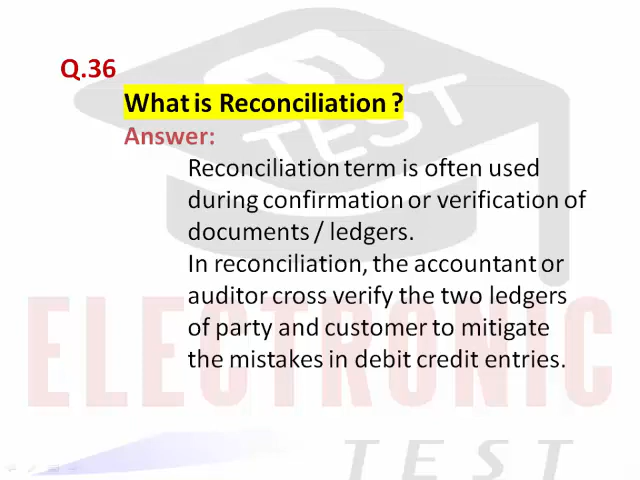 Q.36
What is Reconciliation ?
Answer:
Reconciliation term is often used
during confirmation or verification of
documents / ledgers.
In reconciliation, the accountant or
auditor cross verify the two ledgers
of party and customer to mitigate
the mistakes in debit credit entries.
TEST
ELECTRONIC
TEST